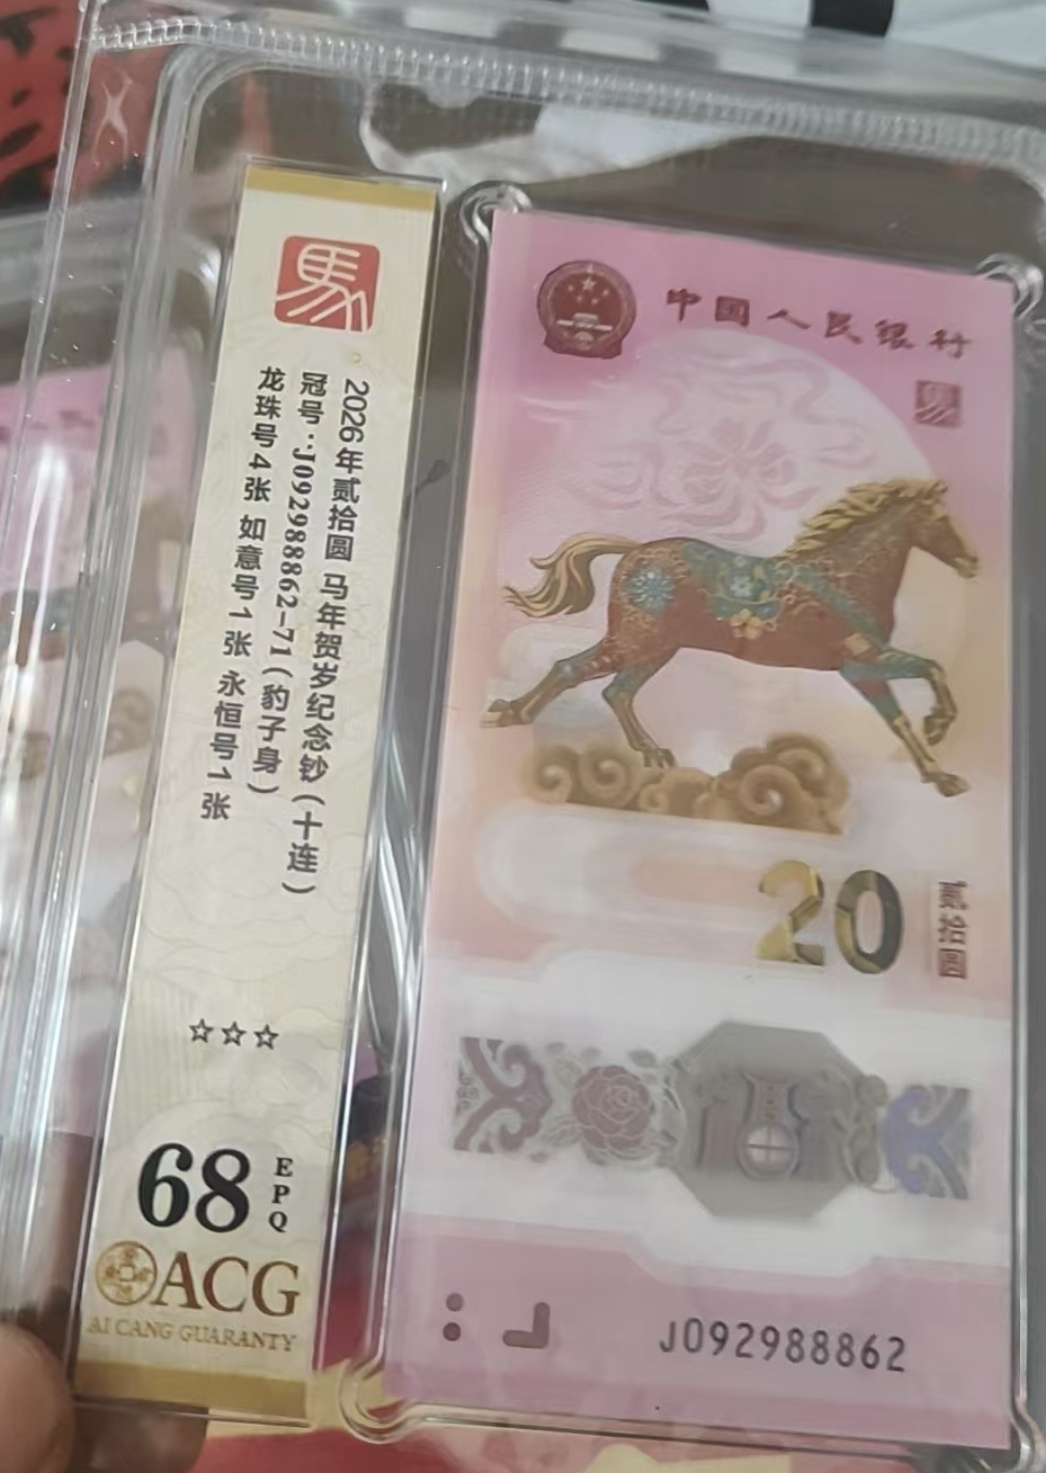 馬
2026年贰拾圆 马年贺岁纪念钞(十连)
冠号:J092988862-71(豹子身)
龙珠号4张 如意号1张 永恒号1张
☆☆☆
68
EPQ
ACG
AI CANG GUARANTY
中国人民银行
20
贰拾圆
J092988862